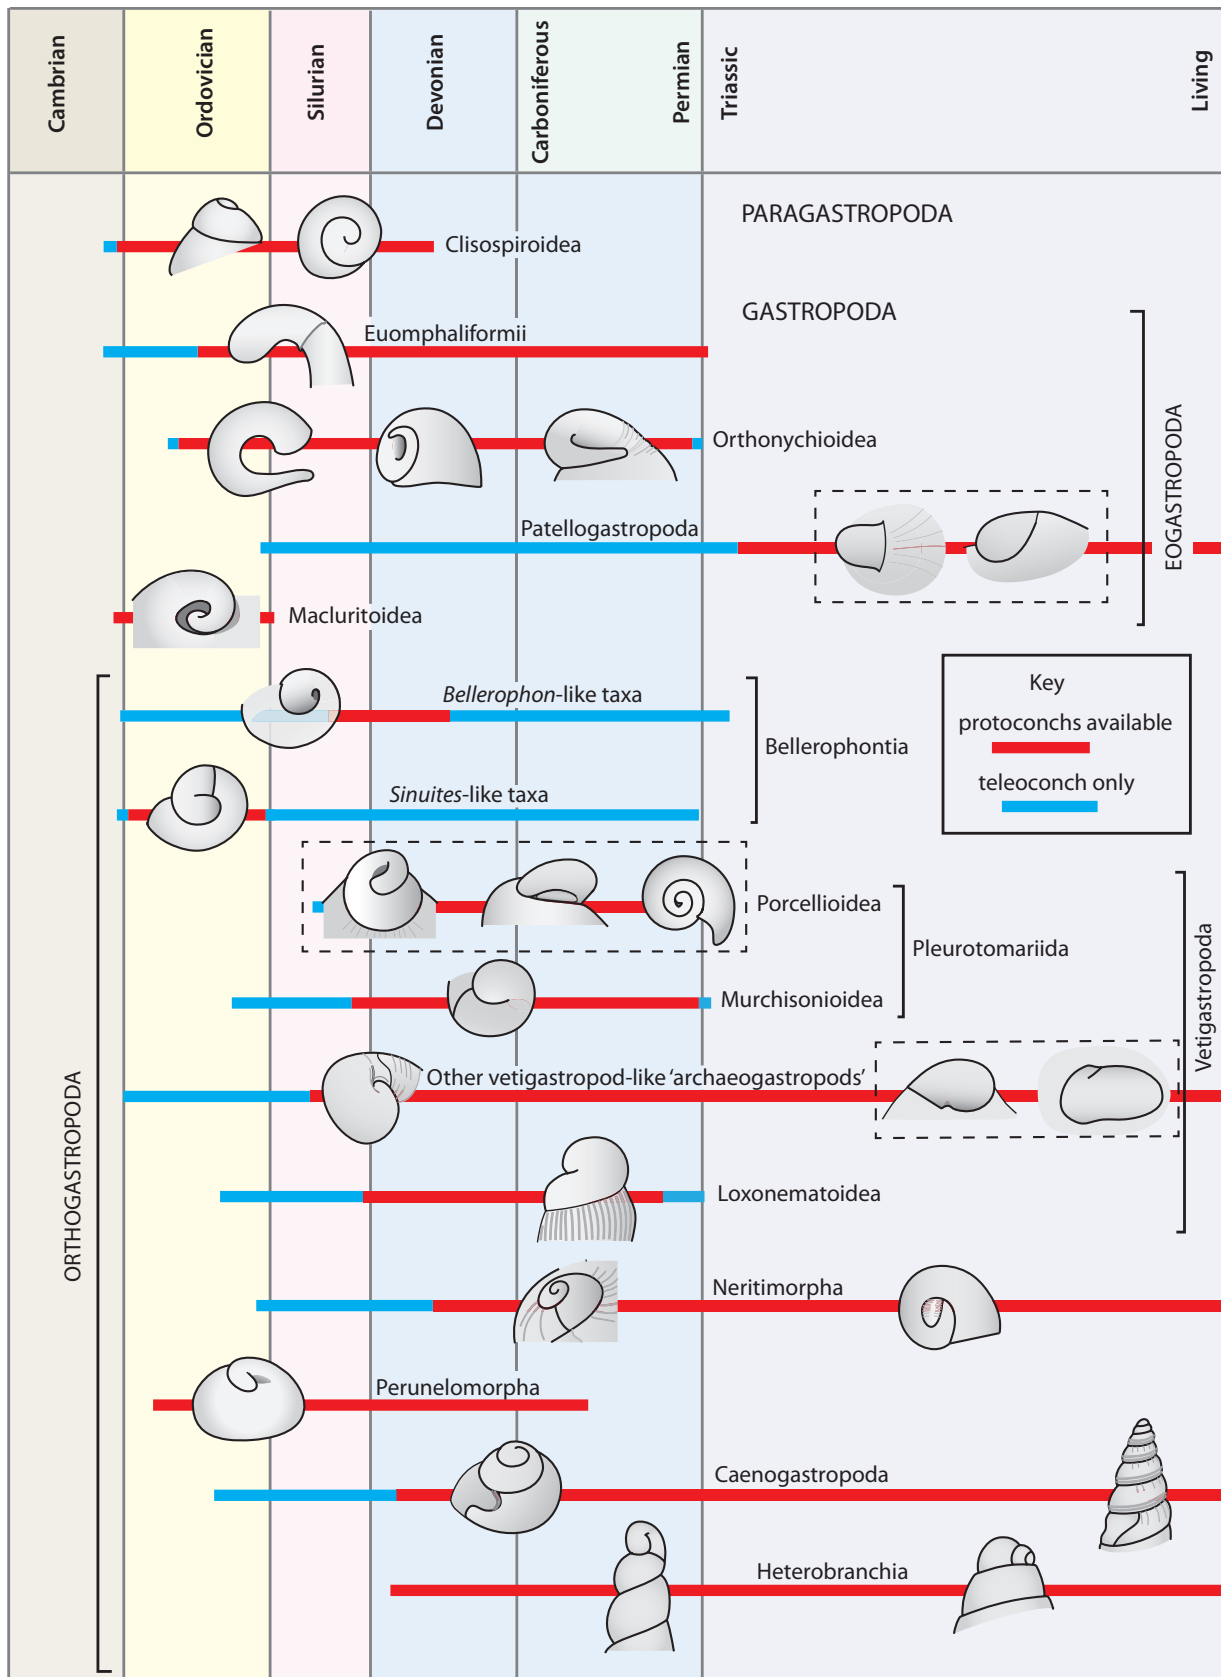 Cambrian
Ordovician
Silurian
Devonian
Carboniferous
Permian
Triassic
Living
PARAGASTROPODA
Clisospiroidea
GASTROPODA
Euomphaliformii
Orthonychioidea
EOGASTROPODA
Patellogastropoda
Macluritoidea
Key
protoconchs available
teleoconch only
Bellerophon-like taxa
Bellerophontia
Sinuites-like taxa
Porcellioidea
Pleurotomariida
Murchisonioidea
Vetigastropoda
Other vetigastropod-like ‘archaeogastropods’
Loxonematoidea
ORTHOGASTROPODA
Neritimorpha
Perunelomorpha
Caenogastropoda
Heterobranchia